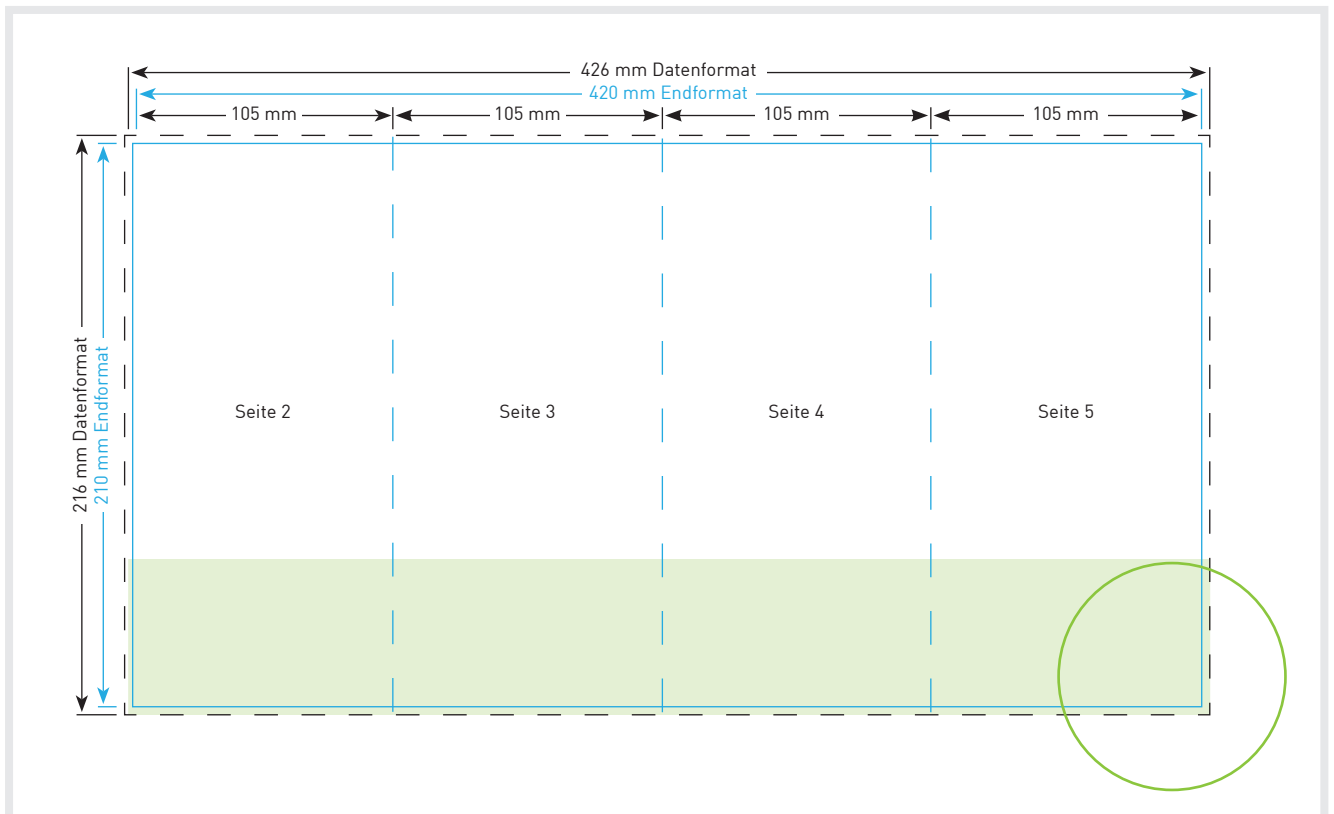 426 mm Datenformat
420 mm Endformat
105 mm
105 mm
105 mm
105 mm
216 mm Datenformat
210 mm Endformat
Seite 2
Seite 3
Seite 4
Seite 5